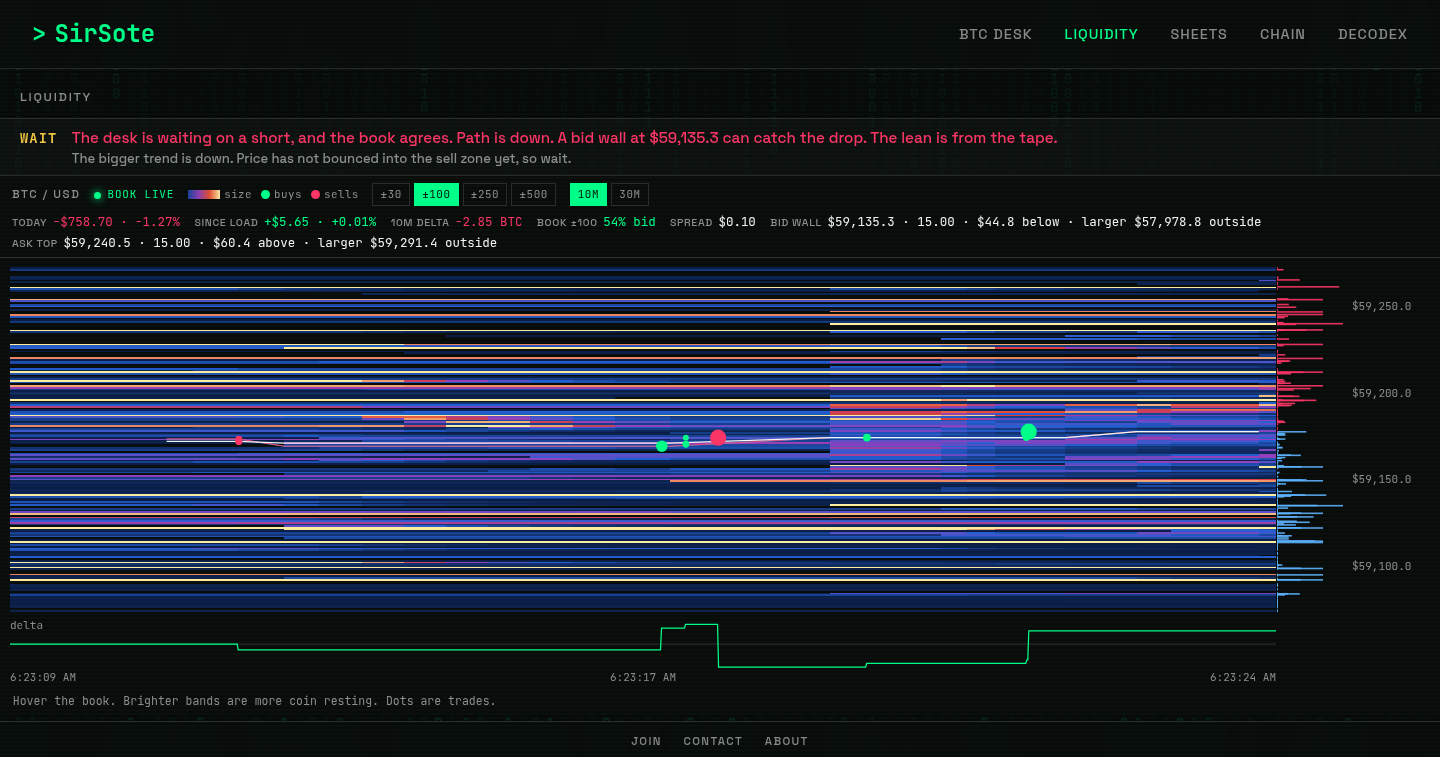 > SirSote
BTC DESK LIQUIDITY SHEETS CHAIN DECODEX
LIQUIDITY
WAIT The desk is waiting on a short, and the book agrees. Path is down. A bid wall at $59,135.3 can catch the drop. The lean is from the tape.
The bigger trend is down. Price has not bounced into the sell zone yet, so wait.
BTC / USD BOOK LIVE size buys sells ±30 ±100 ±250 ±500 10M 30M
TODAY -$758.70 · -1.27% SINCE LOAD +$5.65 · +0.01% 10M DELTA -2.85 BTC BOOK ±100 54% bid SPREAD $0.10 BID WALL $59,135.3 · 15.00 · $44.8 below · larger $57,978.8 outside
ASK TOP $59,240.5 · 15.00 · $60.4 above · larger $59,291.4 outside
$59,250.0
$59,200.0
$59,150.0
$59,100.0
delta
6:23:09 AM 6:23:17 AM 6:23:24 AM
Hover the book. Brighter bands are more coin resting. Dots are trades.
JOIN CONTACT ABOUT